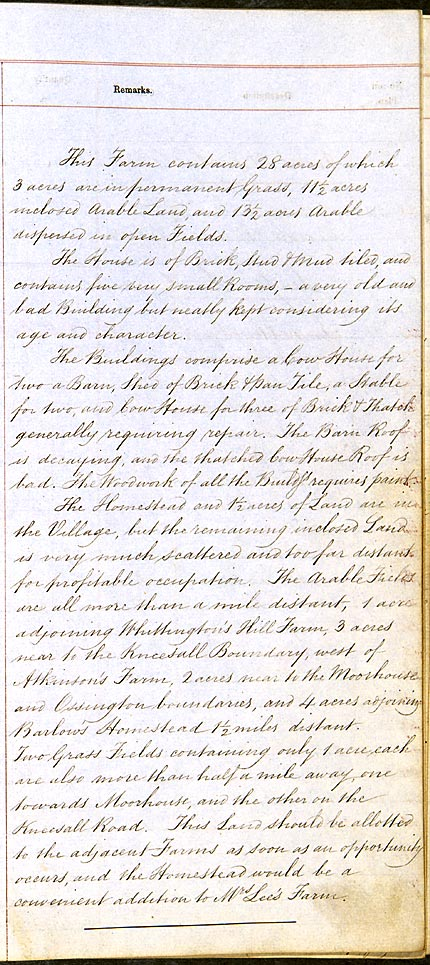 Remarks.
This Farm contains 28 acres of which
3 acres are in permanent Grass, 11½ acres
inclosed Arable Land, and 13½ acres Arable
dispersed in open Fields.
The House is of Brick, Stud & Mud tiled, and
contains five very small Rooms, – a very old and
bad Building but neatly kept considering its
age and character.
The Buildings comprise a Cow House for
two a Barn, Shed of Brick & Pan Tile, a Stable
for two, and Cow House for three of Brick & Thatch
generally requiring repair. The Barn Roof
is decaying, and the thatched Cow House Roof is
bad. The Woodwork of all the Buildgs requires paint.
The Homestead and 1½ acres of Land are in
the Village, but the remaining inclosed Land
is very much scattered and too far distant
for profitable occupation. The Arable Fields
are all more than a mile distant, 1 acre
adjoining Whittington's Hill Farm, 3 acres
near to the Kneesall Boundary, west of
Atkinson's Farm, 2 acres near to the Moorhouse
and Ossington boundaries, and 4 acres adjoining
Barlow's Homestead 1½ miles distant.
Two Grass Fields containing only 1 acre each
are also more than half a mile away, one
towards Moorhouse, and the other on the
Kneesall Road. This Land should be allotted
to the adjacent Farms as soon as an opportunity
occurs, and the Homestead would be a
convenient addition to Mrs Lee's Farm.